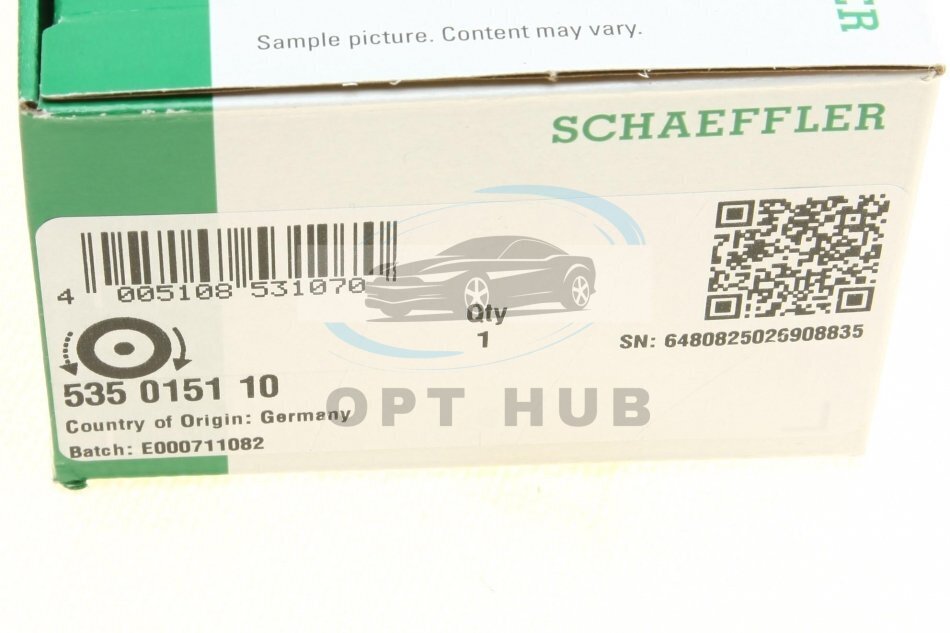 CR
Sample picture. Content may vary.
SCHAEFFLER
4 005108 531070
Qty
1
SN: 6480825026908835
535 0151 10
Country of Origin: Germany
Batch: E000711082
OPT HUB